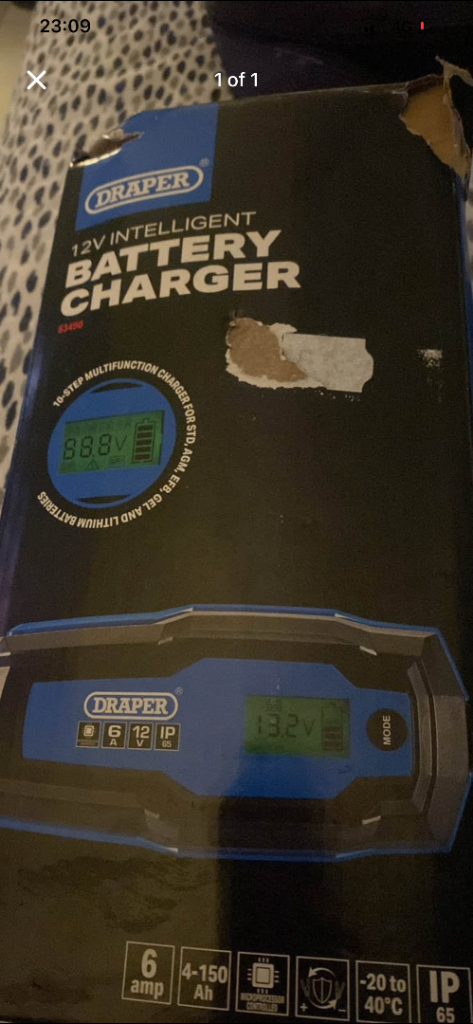 23:09
1 of 1
DRAPER®
12V INTELLIGENT
BATTERY
CHARGER
10-STEP MULTIFUNCTION CHARGER FOR STD, AGM, EFB, GEL AND LITHIUM BATTERIES
88.8V
DRAPER®
6 A
12 V
IP 65
13.2V
MODE
6 amp
4-150 Ah
MICROPROCESSOR CONTROLLED
+ -
-20 to 40°C
IP 65